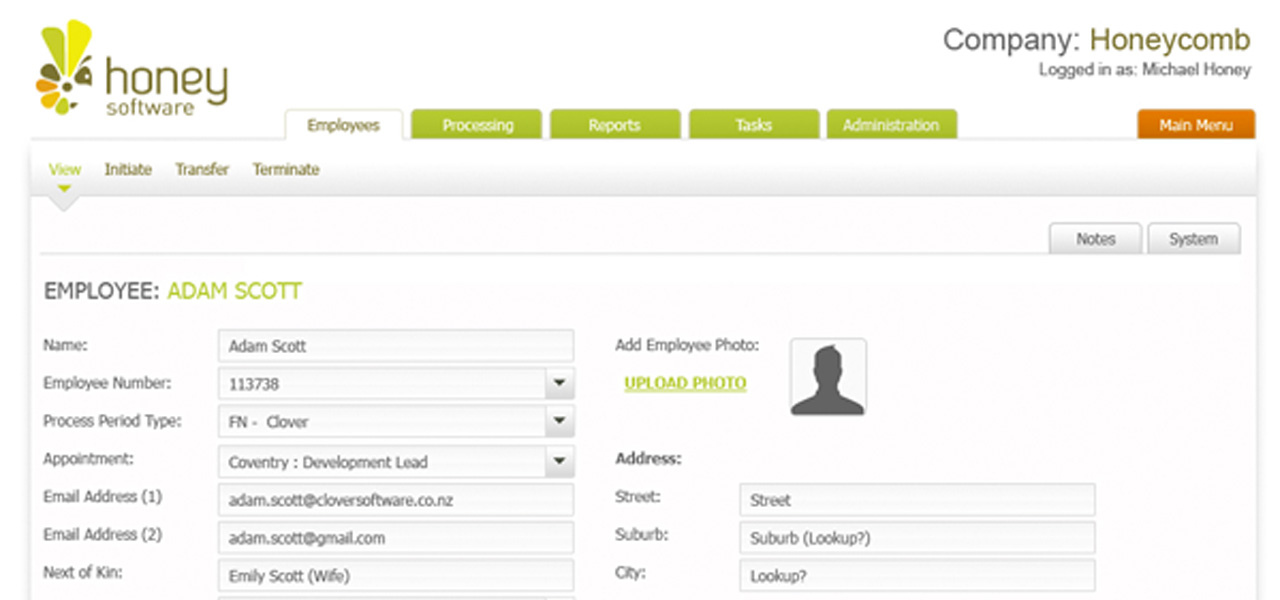 honey
software
Company: Honeycomb
Logged in as: Michael Honey
Employees Processing Reports Tasks Administration Main Menu
View Initiate Transfer Terminate
Notes System
EMPLOYEE: ADAM SCOTT
Name: Adam Scott
Add Employee Photo:
Employee Number: 113738
UPLOAD PHOTO
Process Period Type: FN - Clover
Appointment: Coventry : Development Lead
Address:
Email Address (1) adam.scott@cloversoftware.co.nz
Street: Street
Email Address (2) adam.scott@gmail.com
Suburb: Suburb (Lookup?)
Next of Kin: Emily Scott (Wife)
City: Lookup?